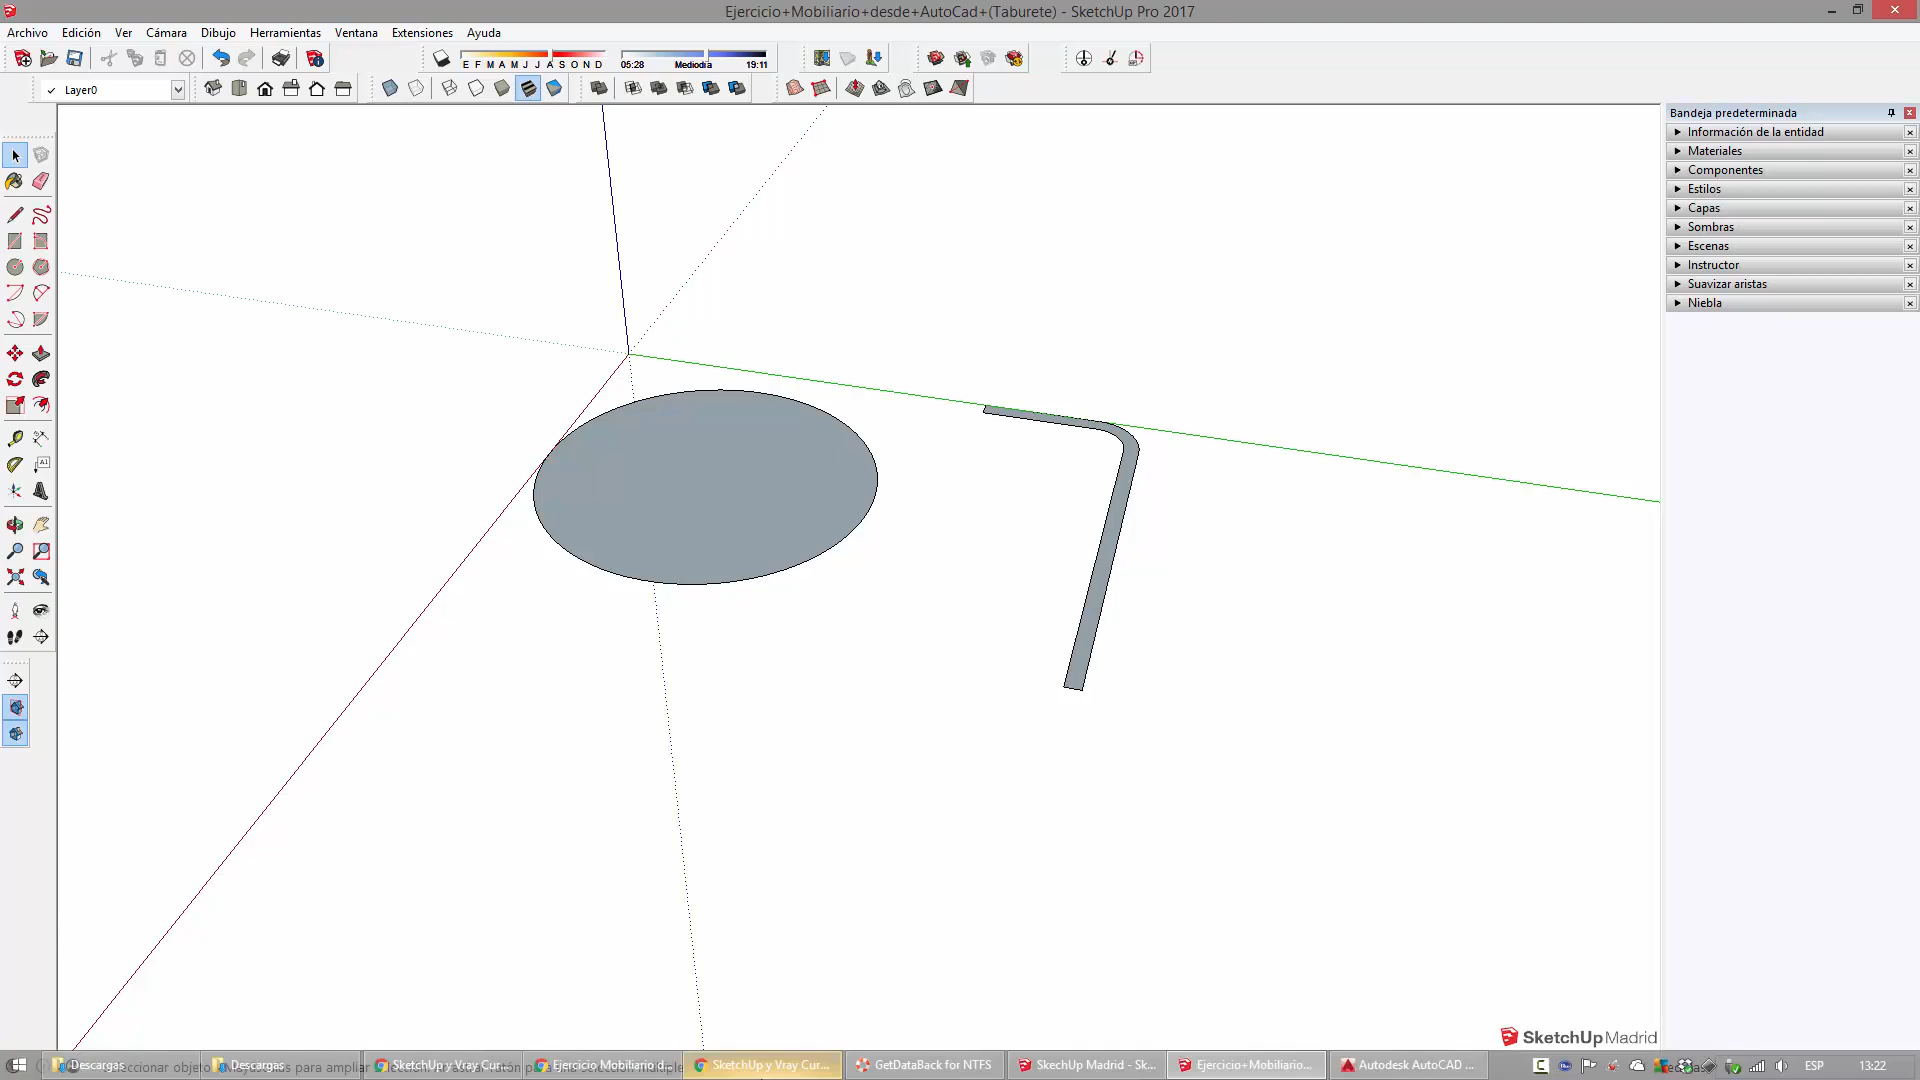 Ejercicio+Mobiliario+desde+AutoCad+(Taburete) - SketchUp Pro 2017
Archivo Edición Ver Cámara Dibujo Herramientas Ventana Extensiones Ayuda
E F M A M J J A S O N D
05:28 Mediodía 19:11
Layer0
Bandeja predeterminada
Información de la entidad
Materiales
Componentes
Estilos
Capas
Sombras
Escenas
Instructor
Suavizar aristas
Niebla
A1
SketchUp Madrid
Descargas
Descargas
SketchUp y Vray Cur...
Ejercicio Mobiliario d...
SketchUp y Vray Cur...
GetDataBack for NTFS
SkechUp Madrid - Sk...
Ejercicio+Mobiliario...
Autodesk AutoCAD ...
ESP
13:22